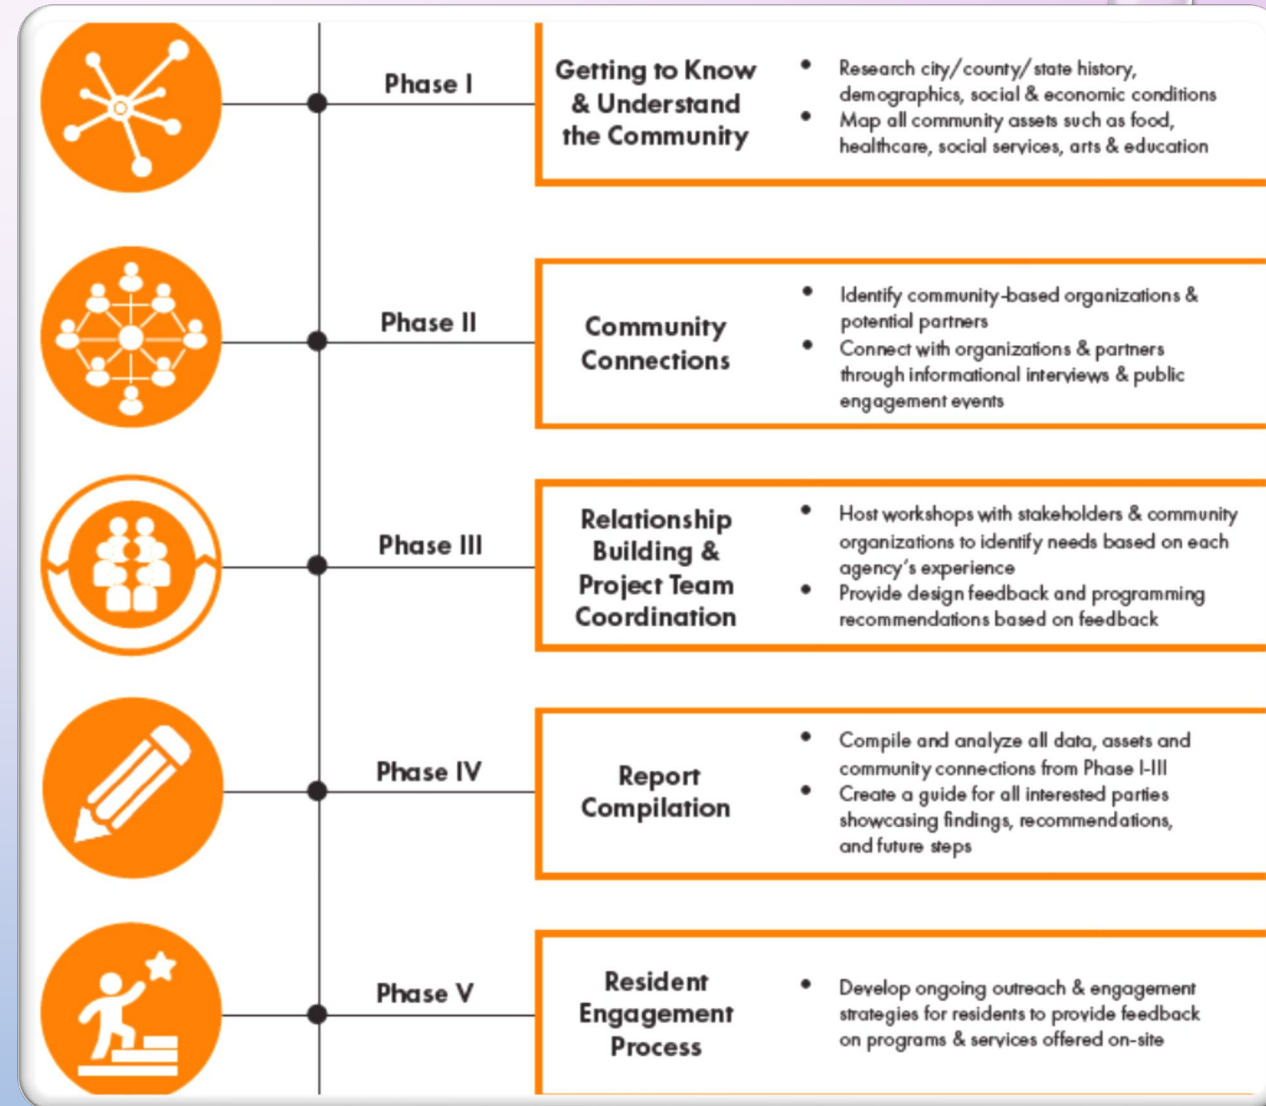 Phase I
Getting to Know
& Understand
the Community
• Research city/county/state history,
demographics, social & economic conditions
• Map all community assets such as food,
healthcare, social services, arts & education
Phase II
Community
Connections
• Identify community-based organizations &
potential partners
• Connect with organizations & partners
through informational interviews & public
engagement events
Phase III
Relationship
Building &
Project Team
Coordination
• Host workshops with stakeholders & community
organizations to identify needs based on each
agency's experience
• Provide design feedback and programming
recommendations based on feedback
Phase IV
Report
Compilation
• Compile and analyze all data, assets and
community connections from Phase I-III
• Create a guide for all interested parties
showcasing findings, recommendations,
and future steps
Phase V
Resident
Engagement
Process
• Develop ongoing outreach & engagement
strategies for residents to provide feedback
on programs & services offered on-site